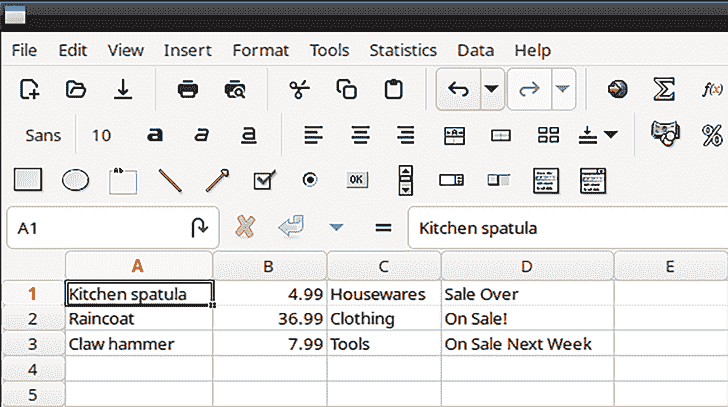 File Edit View Insert Format Tools Statistics Data Help
f(x)
Sans 10 a a a A %
Ab
OK
A1 = Kitchen spatula
A B C D E
1 Kitchen spatula 4.99 Housewares Sale Over
2 Raincoat 36.99 Clothing On Sale!
3 Claw hammer 7.99 Tools On Sale Next Week
4
5